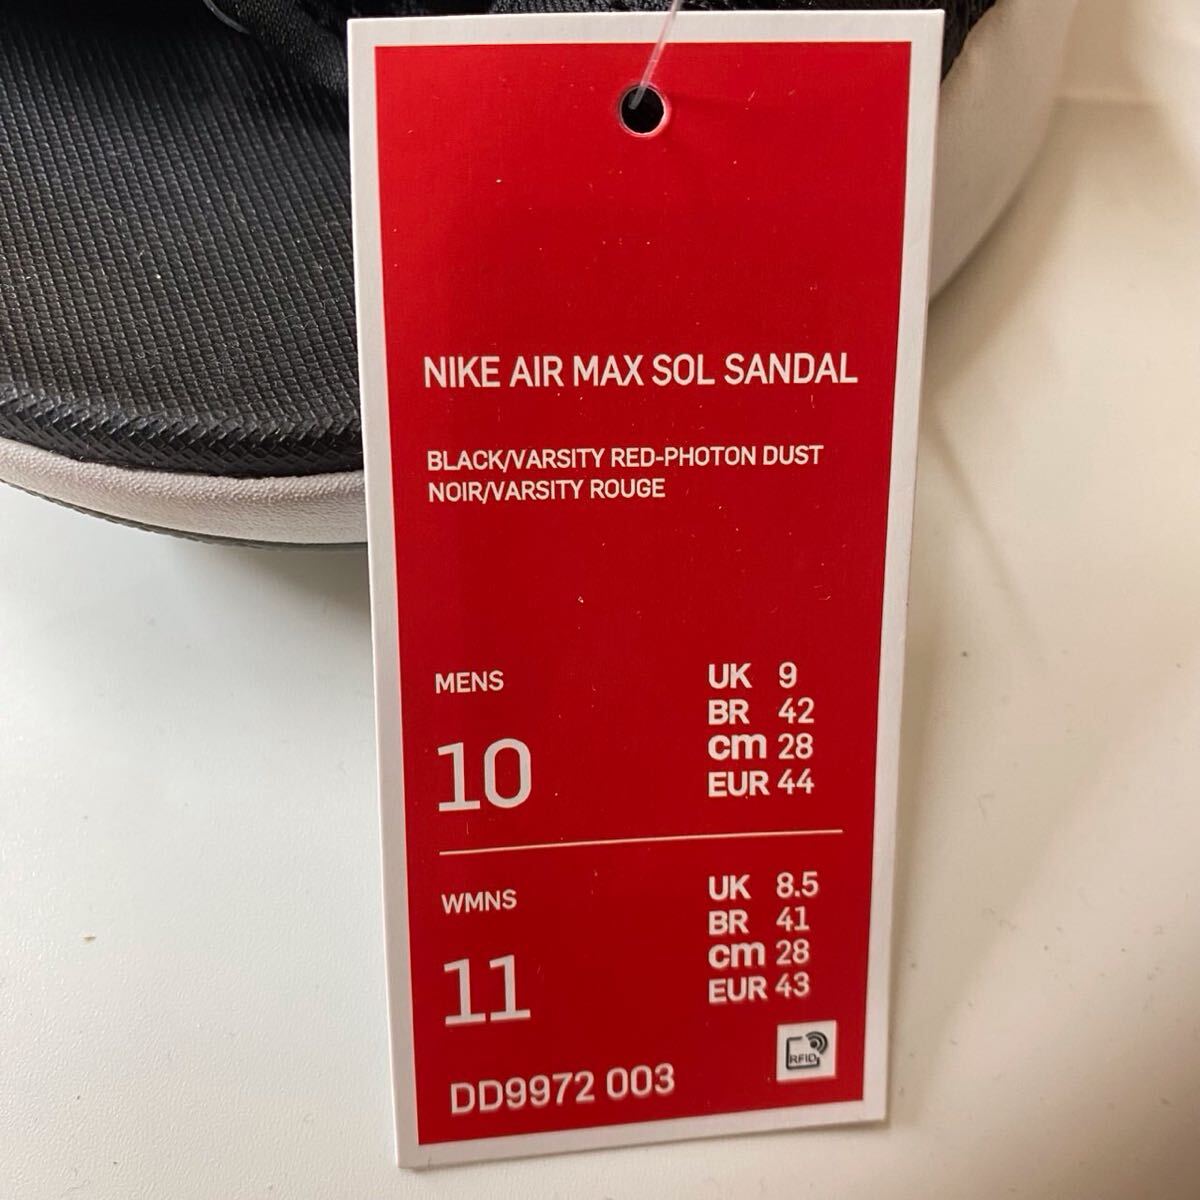 NIKE AIR MAX SOL SANDAL
BLACK/VARSITY RED-PHOTON DUST
NOIR/VARSITY ROUGE
MENS
10
UK 9
BR 42
cm 28
EUR 44
WMNS
11
UK 8.5
BR 41
cm 28
EUR 43
RFID
DD9972 003